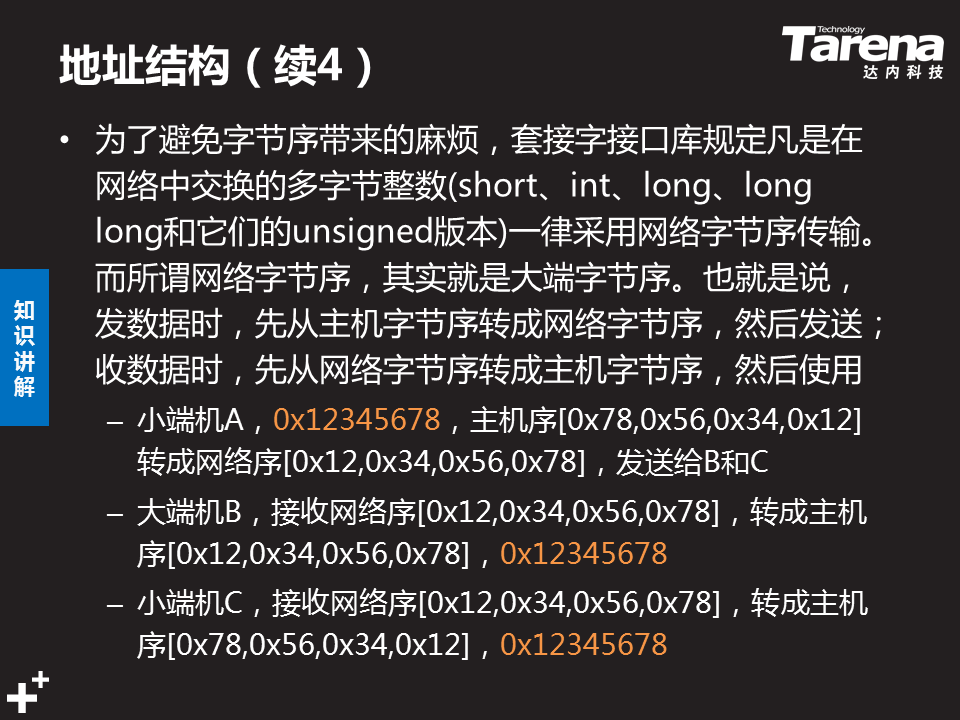 地址结构（续4）
Technology
Tarena
达内科技
• 为了避免字节序带来的麻烦，套接字接口库规定凡是在
网络中交换的多字节整数(short、int、long、long
long和它们的unsigned版本)一律采用网络字节序传输。
而所谓网络字节序，其实就是大端字节序。也就是说，
发数据时，先从主机字节序转成网络字节序，然后发送；
收数据时，先从网络字节序转成主机字节序，然后使用
– 小端机A，0x12345678，主机序[0x78,0x56,0x34,0x12]
转成网络序[0x12,0x34,0x56,0x78]，发送给B和C
– 大端机B，接收网络序[0x12,0x34,0x56,0x78]，转成主机
序[0x12,0x34,0x56,0x78]，0x12345678
– 小端机C，接收网络序[0x12,0x34,0x56,0x78]，转成主机
序[0x78,0x56,0x34,0x12]，0x12345678
知
识
讲
解